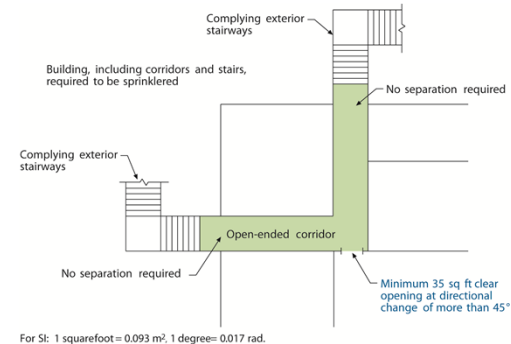 Complying exterior
stairways
Building, including corridors and stairs,
required to be sprinklered
No separation required
Complying exterior
stairways
Open-ended corridor
No separation required
Minimum 35 sq ft clear
opening at directional
change of more than 45°
For SI: 1 squarefoot = 0.093 m², 1 degree = 0.017 rad.